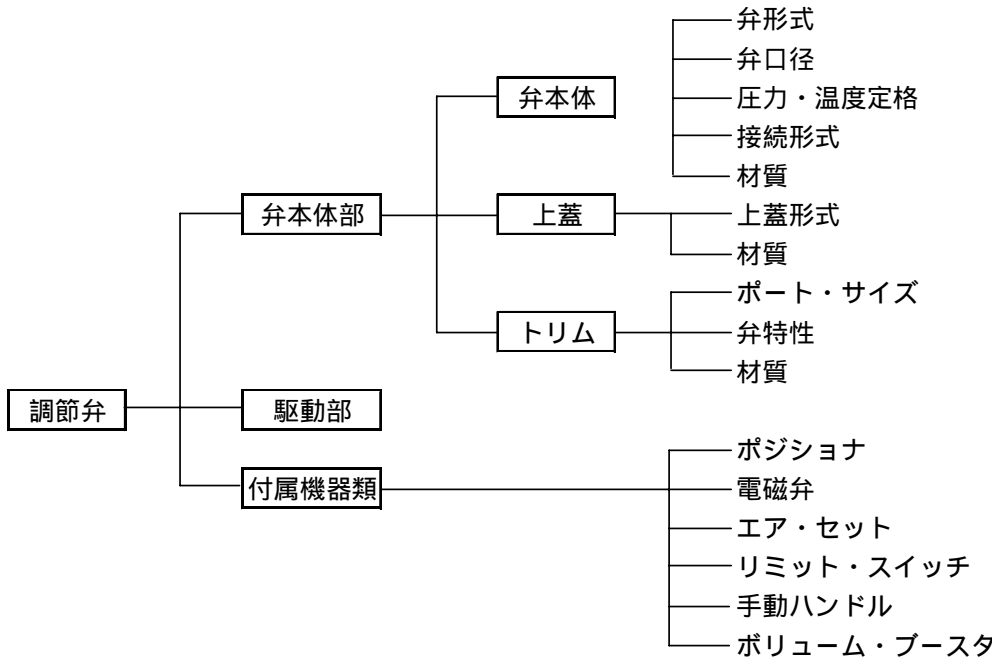 弁形式
弁口径
弁本体
圧力・温度定格
接続形式
材質
弁本体部
上蓋
上蓋形式
材質
ポート・サイズ
トリム
弁特性
材質
調節弁
駆動部
ポジショナ
付属機器類
電磁弁
エア・セット
リミット・スイッチ
手動ハンドル
ボリューム・ブースタ